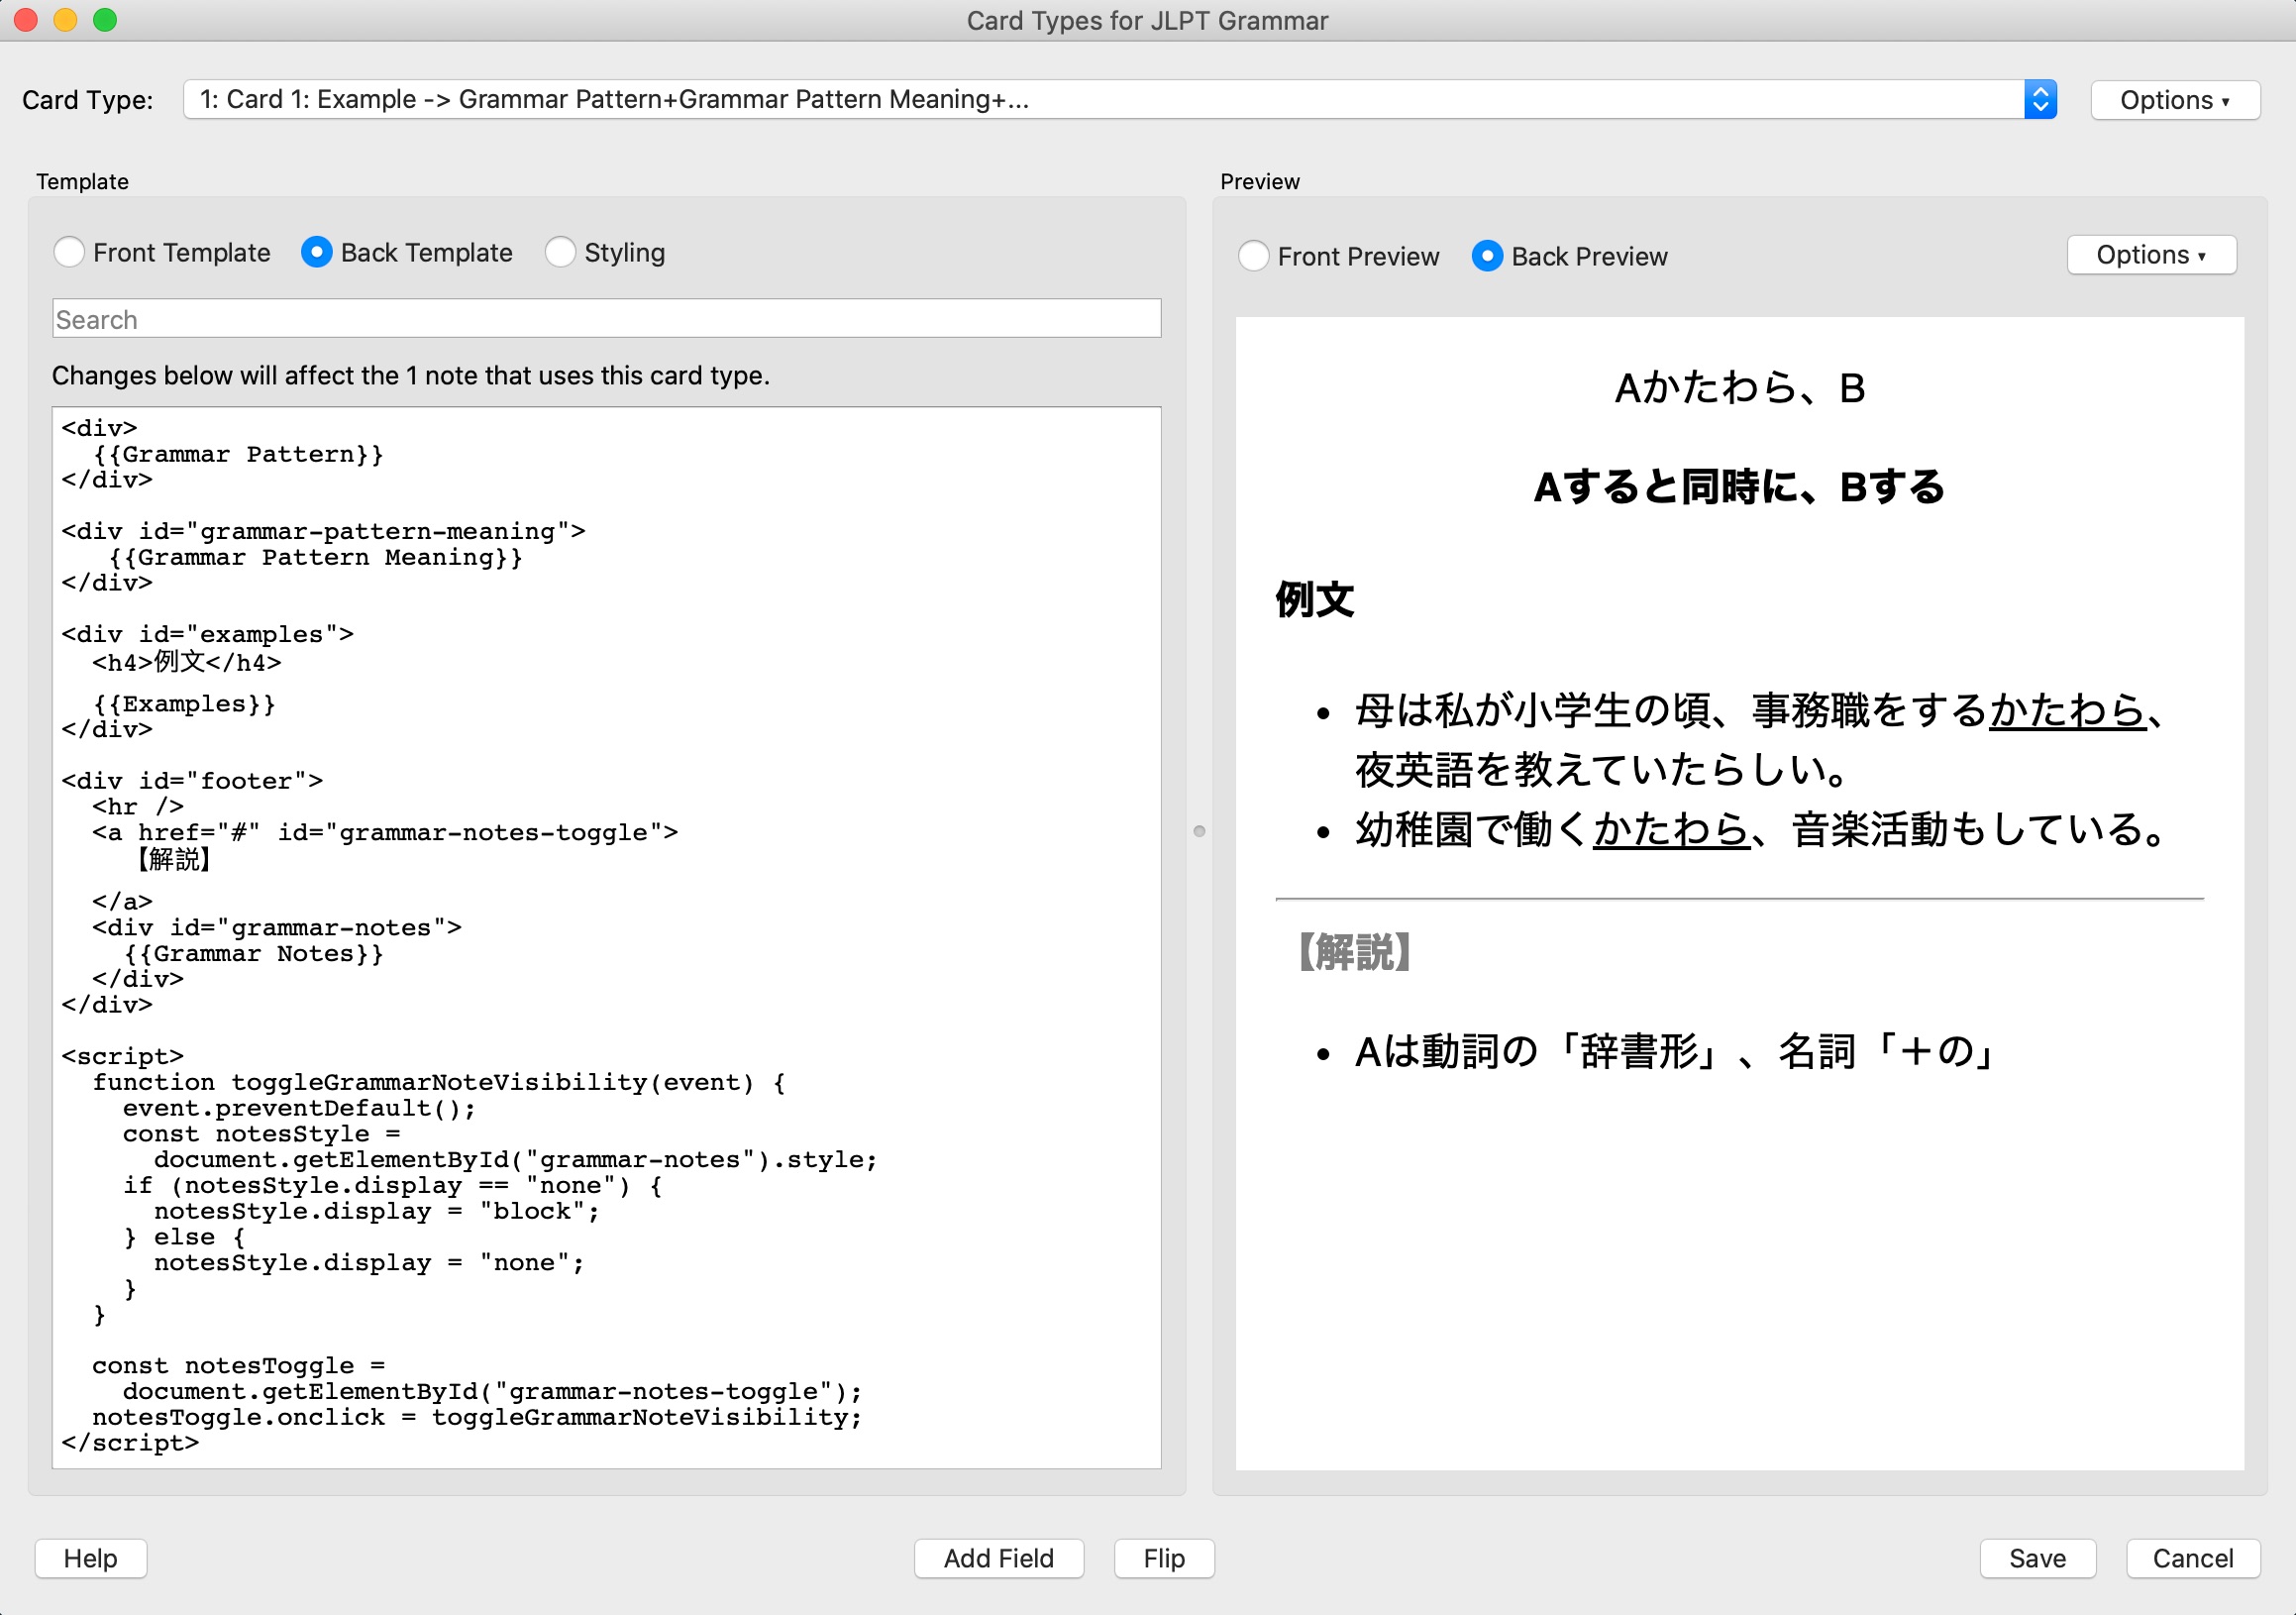 Card Types for JLPT Grammar
Card Type:
1: Card 1: Example -> Grammar Pattern+Grammar Pattern Meaning+...
Options ▾
Template
Front Template
Back Template
Styling
Search
Changes below will affect the 1 note that uses this card type.
<div>
  {{Grammar Pattern}}
</div>

<div id="grammar-pattern-meaning">
   {{Grammar Pattern Meaning}}
</div>

<div id="examples">
  <h4>例文</h4>
  {{Examples}}
</div>

<div id="footer">
  <hr />
  <a href="#" id="grammar-notes-toggle">
    【解説】
  </a>
  <div id="grammar-notes">
    {{Grammar Notes}}
  </div>
</div>

<script>
  function toggleGrammarNoteVisibility(event) {
    event.preventDefault();
    const notesStyle =
      document.getElementById("grammar-notes").style;
    if (notesStyle.display == "none") {
      notesStyle.display = "block";
    } else {
      notesStyle.display = "none";
    }
  }

  const notesToggle =
    document.getElementById("grammar-notes-toggle");
  notesToggle.onclick = toggleGrammarNoteVisibility;
</script>
Preview
Front Preview
Back Preview
Options ▾
Aかたわら、B
Aすると同時に、Bする
例文
• 母は私が小学生の頃、事務職をするかたわら、
夜英語を教えていたらしい。
• 幼稚園で働くかたわら、音楽活動もしている。
【解説】
• Aは動詞の「辞書形」、名詞「＋の」
Help
Add Field
Flip
Save
Cancel